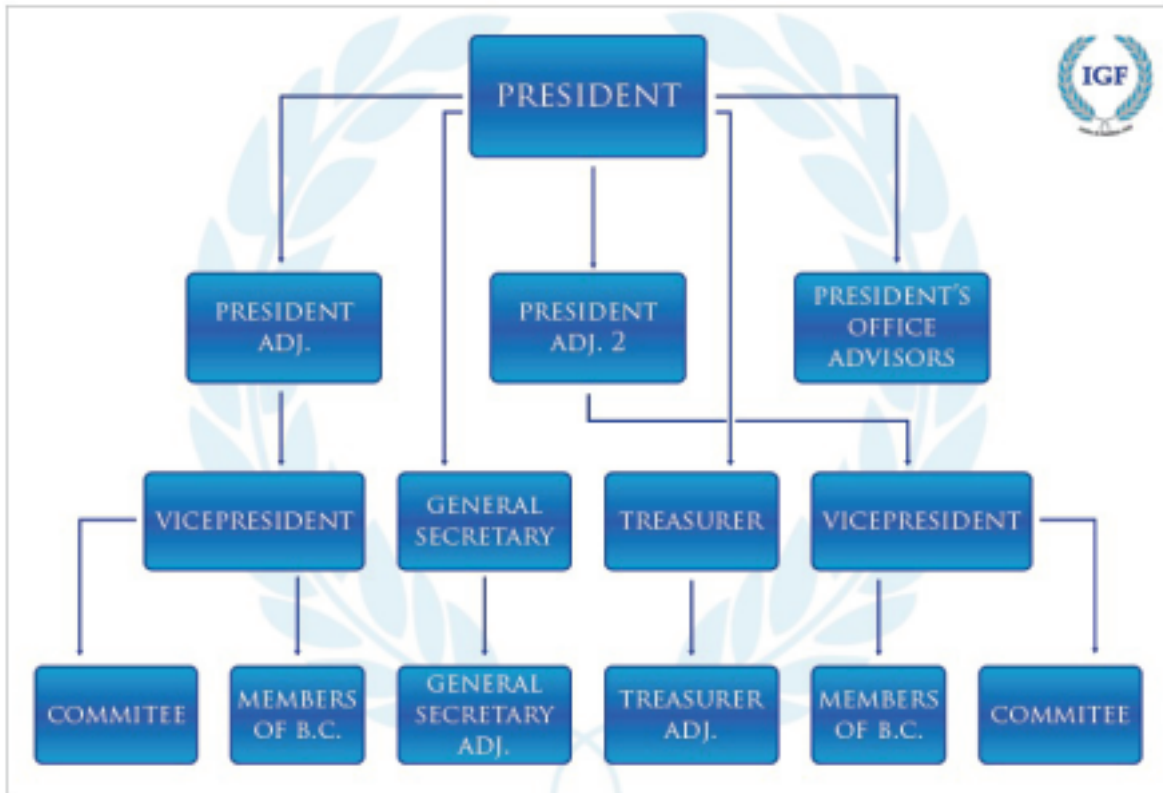 PRESIDENT
IGF
PRESIDENT
ADJ.
PRESIDENT
ADJ. 2
PRESIDENT'S
OFFICE
ADVISORS
VICEPRESIDENT
GENERAL
SECRETARY
TREASURER
VICEPRESIDENT
COMMITEE
MEMBERS
OF B.C.
GENERAL
SECRETARY
ADJ.
TREASURER
ADJ.
MEMBERS
OF B.C.
COMMITEE